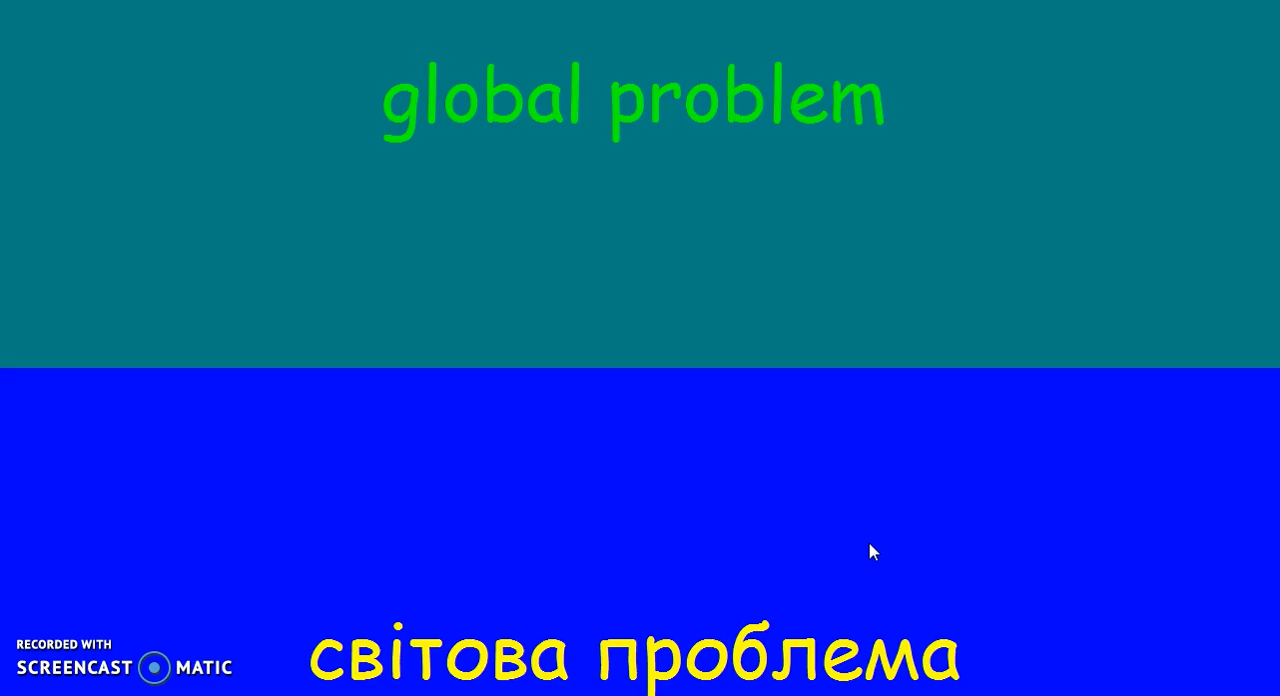 global problem
світова проблема
RECORDED WITH
SCREENCAST MATIC